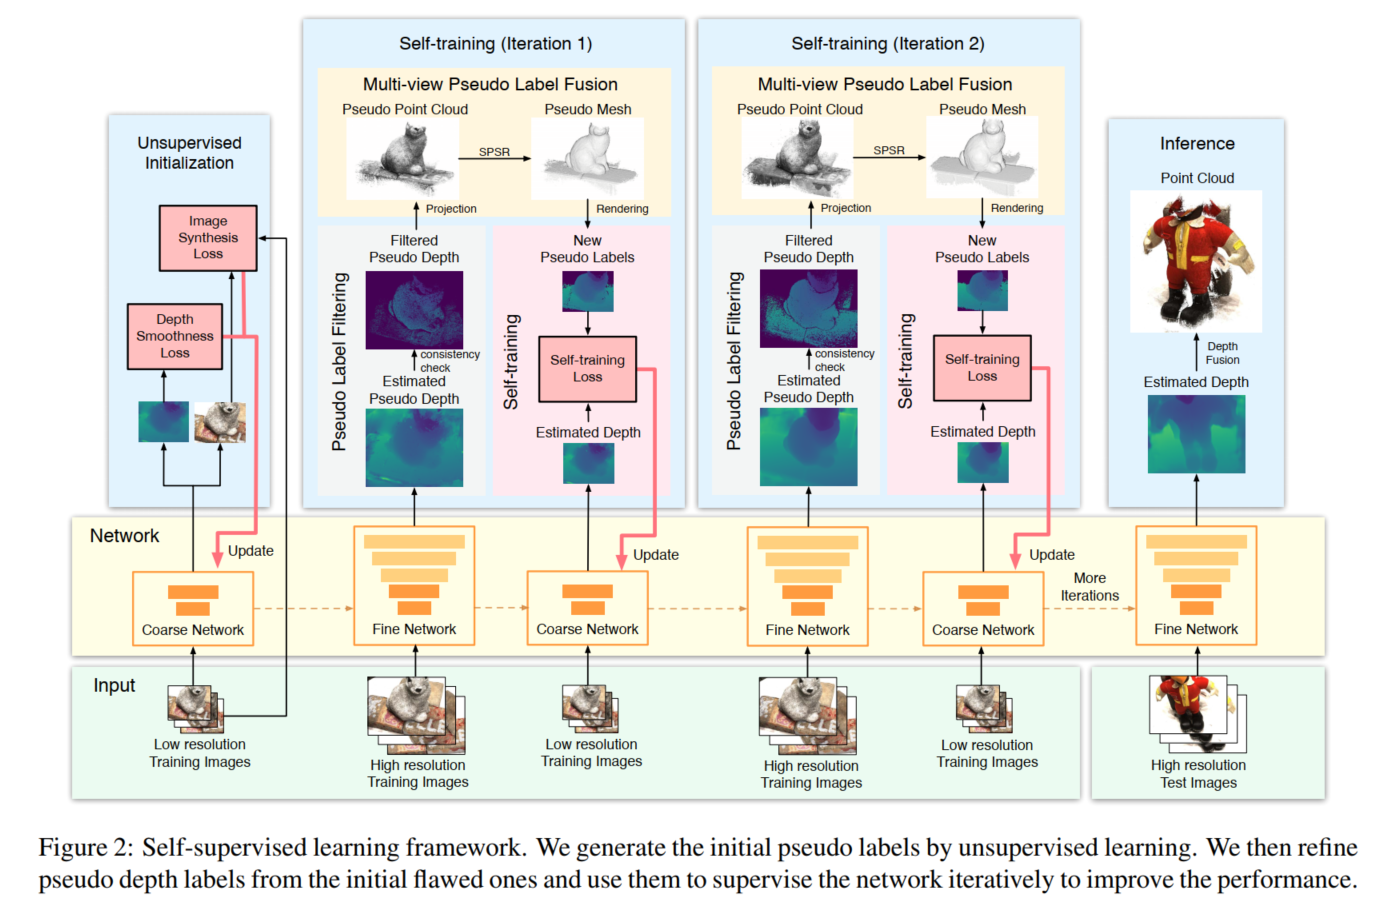 Unsupervised
Initialization
Image
Synthesis
Loss
Depth
Smoothness
Loss
Self-training (Iteration 1)
Multi-view Pseudo Label Fusion
Pseudo Point Cloud
Pseudo Mesh
SPSR
Projection
Rendering
Pseudo Label Filtering
Filtered
Pseudo Depth
consistency
check
Estimated
Pseudo Depth
Self-training
New
Pseudo Labels
Self-training
Loss
Estimated Depth
Self-training (Iteration 2)
Multi-view Pseudo Label Fusion
Pseudo Point Cloud
Pseudo Mesh
SPSR
Projection
Rendering
Pseudo Label Filtering
Filtered
Pseudo Depth
consistency
check
Estimated
Pseudo Depth
Self-training
New
Pseudo Labels
Self-training
Loss
Estimated Depth
Inference
Point Cloud
Depth
Fusion
Estimated Depth
Network
Update
Update
Update
More
Iterations
Coarse Network
Fine Network
Coarse Network
Fine Network
Coarse Network
Fine Network
Input
Low resolution
Training Images
High resolution
Training Images
Low resolution
Training Images
High resolution
Training Images
Low resolution
Training Images
High resolution
Test Images
Figure 2: Self-supervised learning framework. We generate the initial pseudo labels by unsupervised learning. We then refine
pseudo depth labels from the initial flawed ones and use them to supervise the network iteratively to improve the performance.